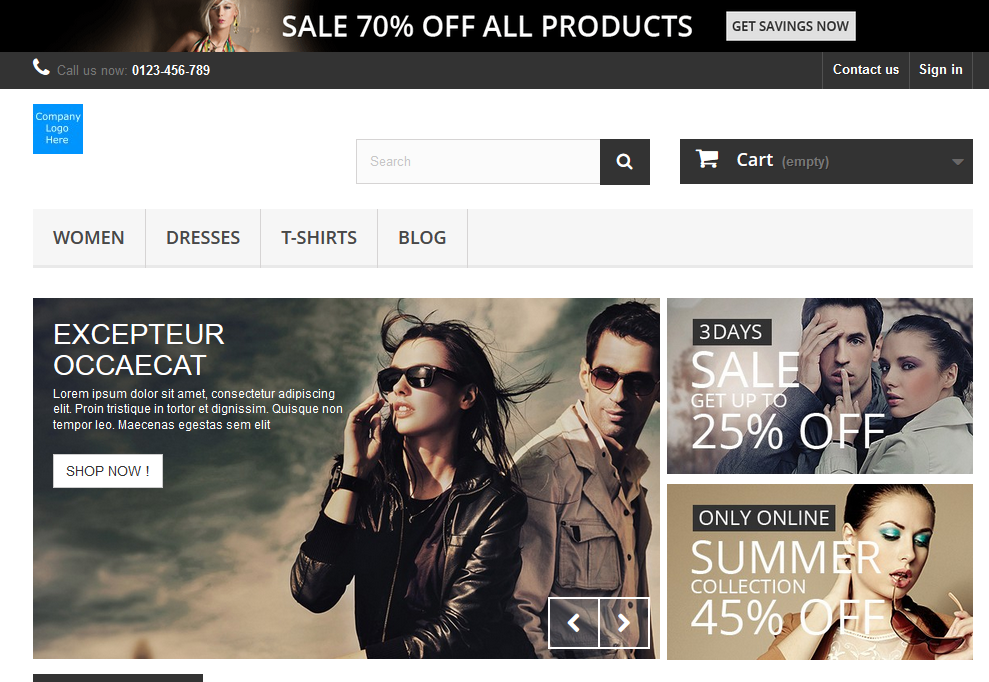 SALE 70% OFF ALL PRODUCTS
GET SAVINGS NOW
Call us now: 0123-456-789
Contact us
Sign in
Company
Logo
Here
Search
Cart (empty)
WOMEN
DRESSES
T-SHIRTS
BLOG
EXCEPTEUR
OCCAECAT
Lorem ipsum dolor sit amet, consectetur adipiscing
elit. Proin tristique in tortor et dignissim. Quisque non
tempor leo. Maecenas egestas sem elit
SHOP NOW !
3 DAYS
SALE
GET UP TO
25% OFF
ONLY ONLINE
SUMMER
COLLECTION
45% OFF